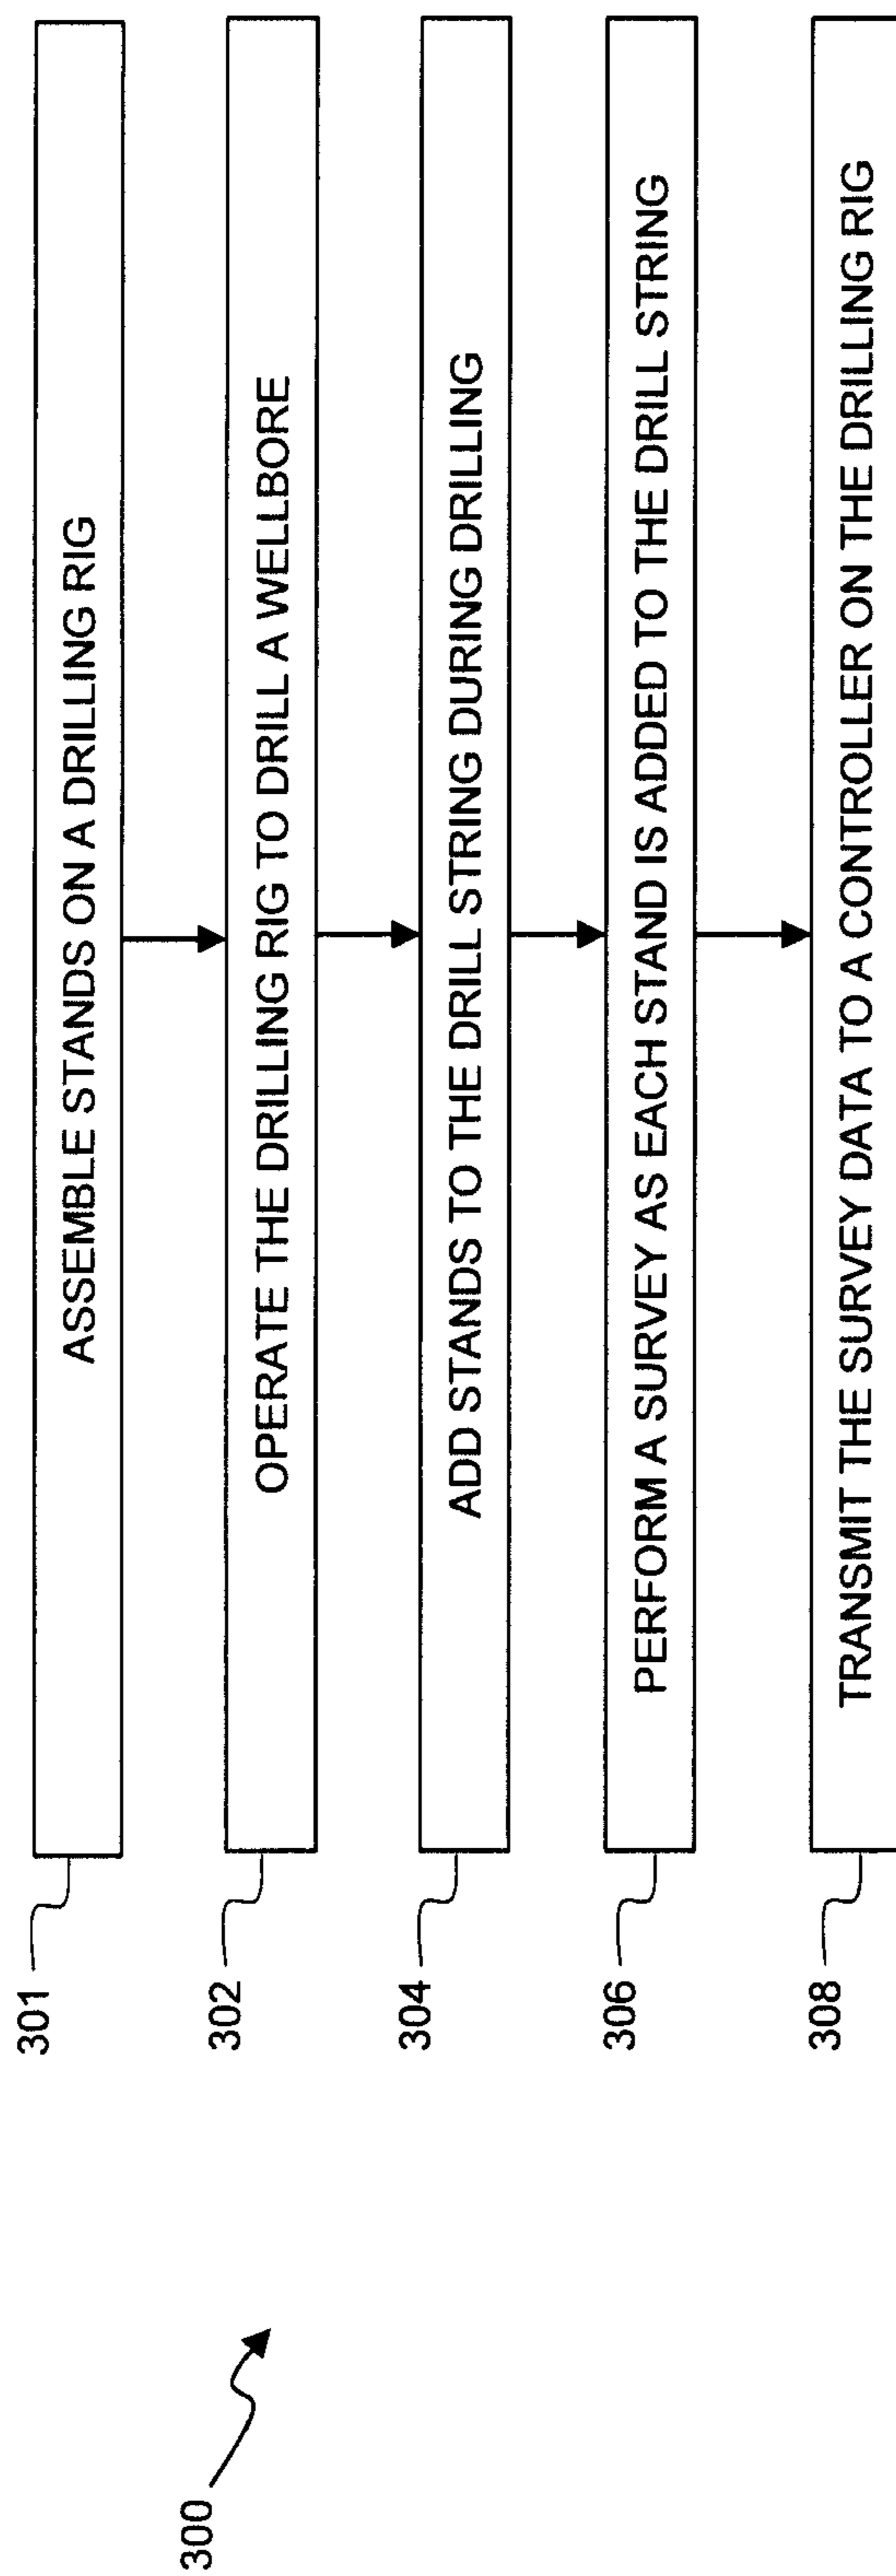 300
301
ASSEMBLE STANDS ON A DRILLING RIG
302
OPERATE THE DRILLING RIG TO DRILL A WELLBORE
304
ADD STANDS TO THE DRILL STRING DURING DRILLING
306
PERFORM A SURVEY AS EACH STAND IS ADDED TO THE DRILL STRING
308
TRANSMIT THE SURVEY DATA TO A CONTROLLER ON THE DRILLING RIG